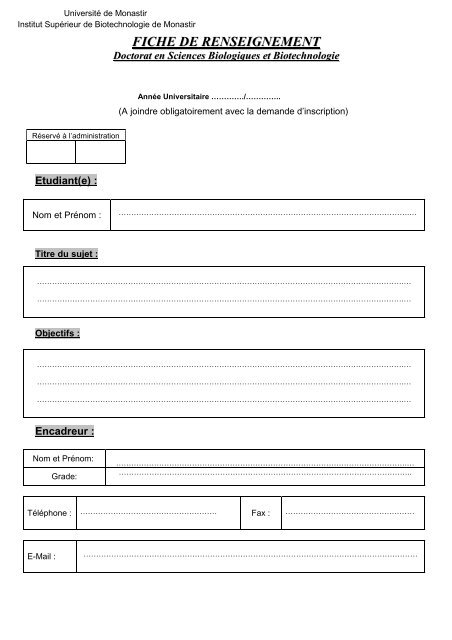 Université de Monastir
Institut Supérieur de Biotechnologie de Monastir
FICHE DE RENSEIGNEMENT
Doctorat en Sciences Biologiques et Biotechnologie
Année Universitaire …………./…………..
(A joindre obligatoirement avec la demande d’inscription)
Réservé à l’administration
Etudiant(e) :
Nom et Prénom :
Titre du sujet :
Objectifs :
Encadreur :
Nom et Prénom:
Grade:
Téléphone :
Fax :
E-Mail :